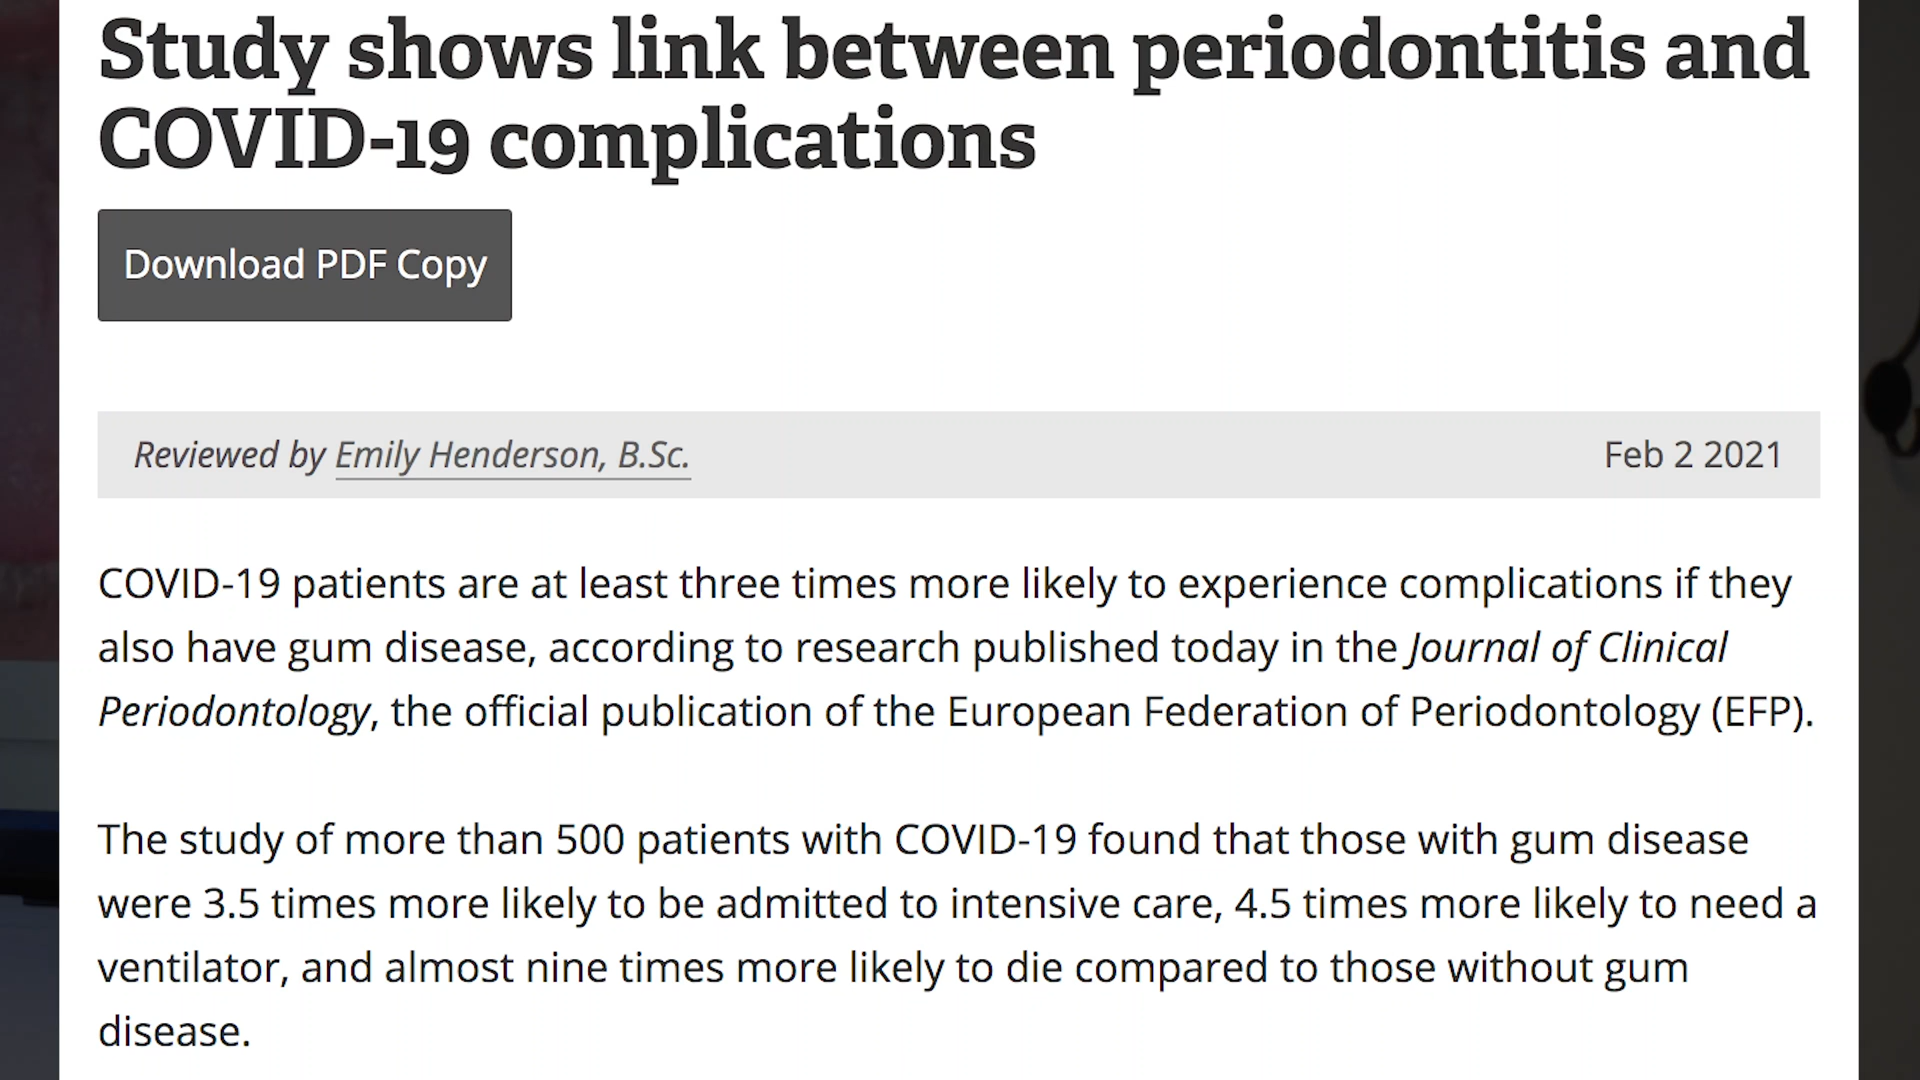 Study shows link between periodontitis and
COVID-19 complications
Download PDF Copy
Reviewed by Emily Henderson, B.Sc.
Feb 2 2021
COVID-19 patients are at least three times more likely to experience complications if they
also have gum disease, according to research published today in the Journal of Clinical
Periodontology, the official publication of the European Federation of Periodontology (EFP).
The study of more than 500 patients with COVID-19 found that those with gum disease
were 3.5 times more likely to be admitted to intensive care, 4.5 times more likely to need a
ventilator, and almost nine times more likely to die compared to those without gum
disease.